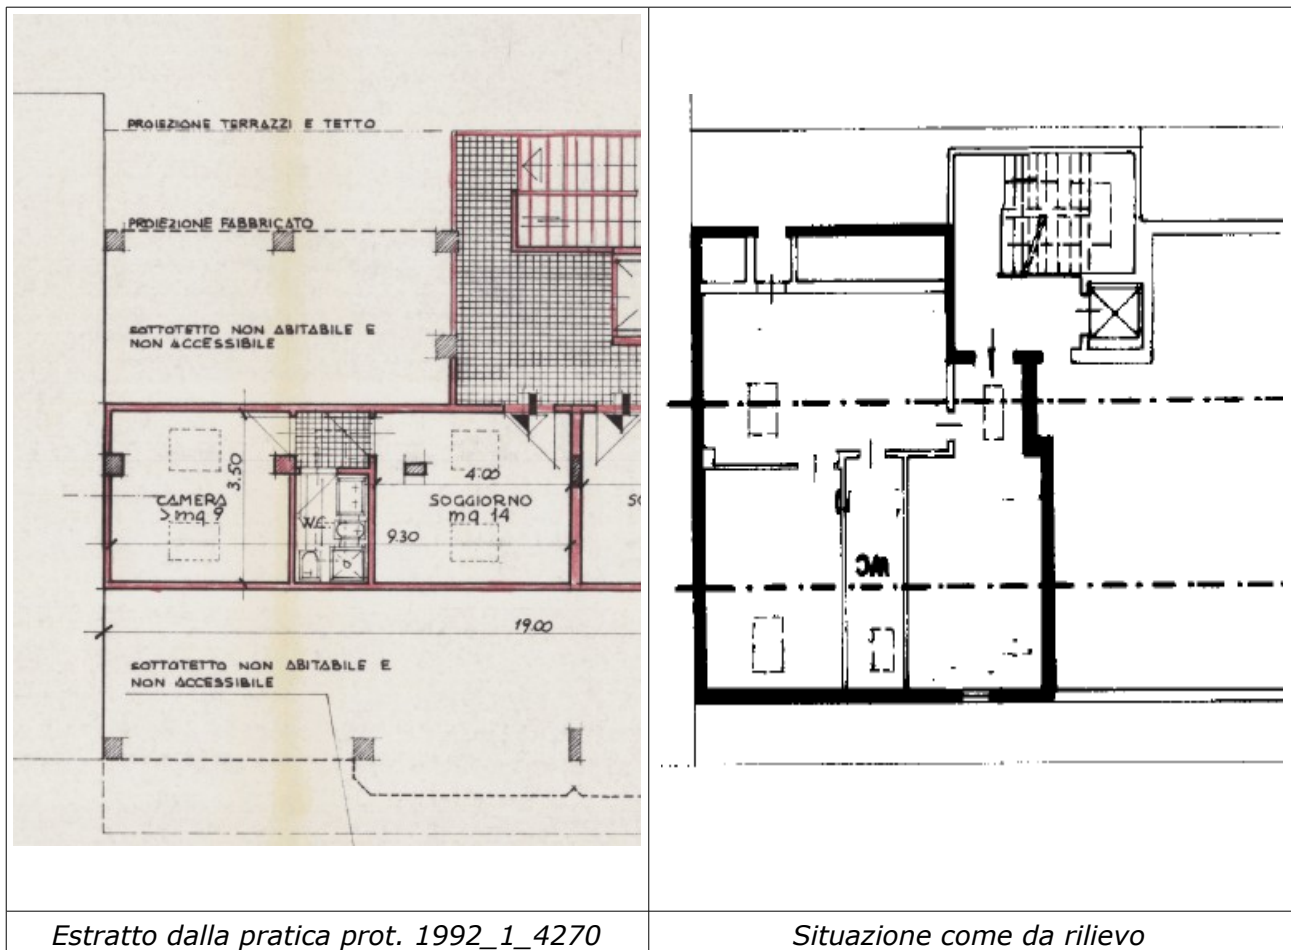 PROIEZIONE TERRAZZI E TETTO
PROIEZIONE FABBRICATO
SOTTOTETTO NON ABITABILE E
NON ACCESSIBILE
3.50
CAMERA
> mq 9
W.C.
4.00
SOGGIORNO
mq 14
9.30
SO
19.00
SOTTOTETTO NON ABITABILE E
NON ACCESSIBILE
WC
Estratto dalla pratica prot. 1992_1_4270
Situazione come da rilievo